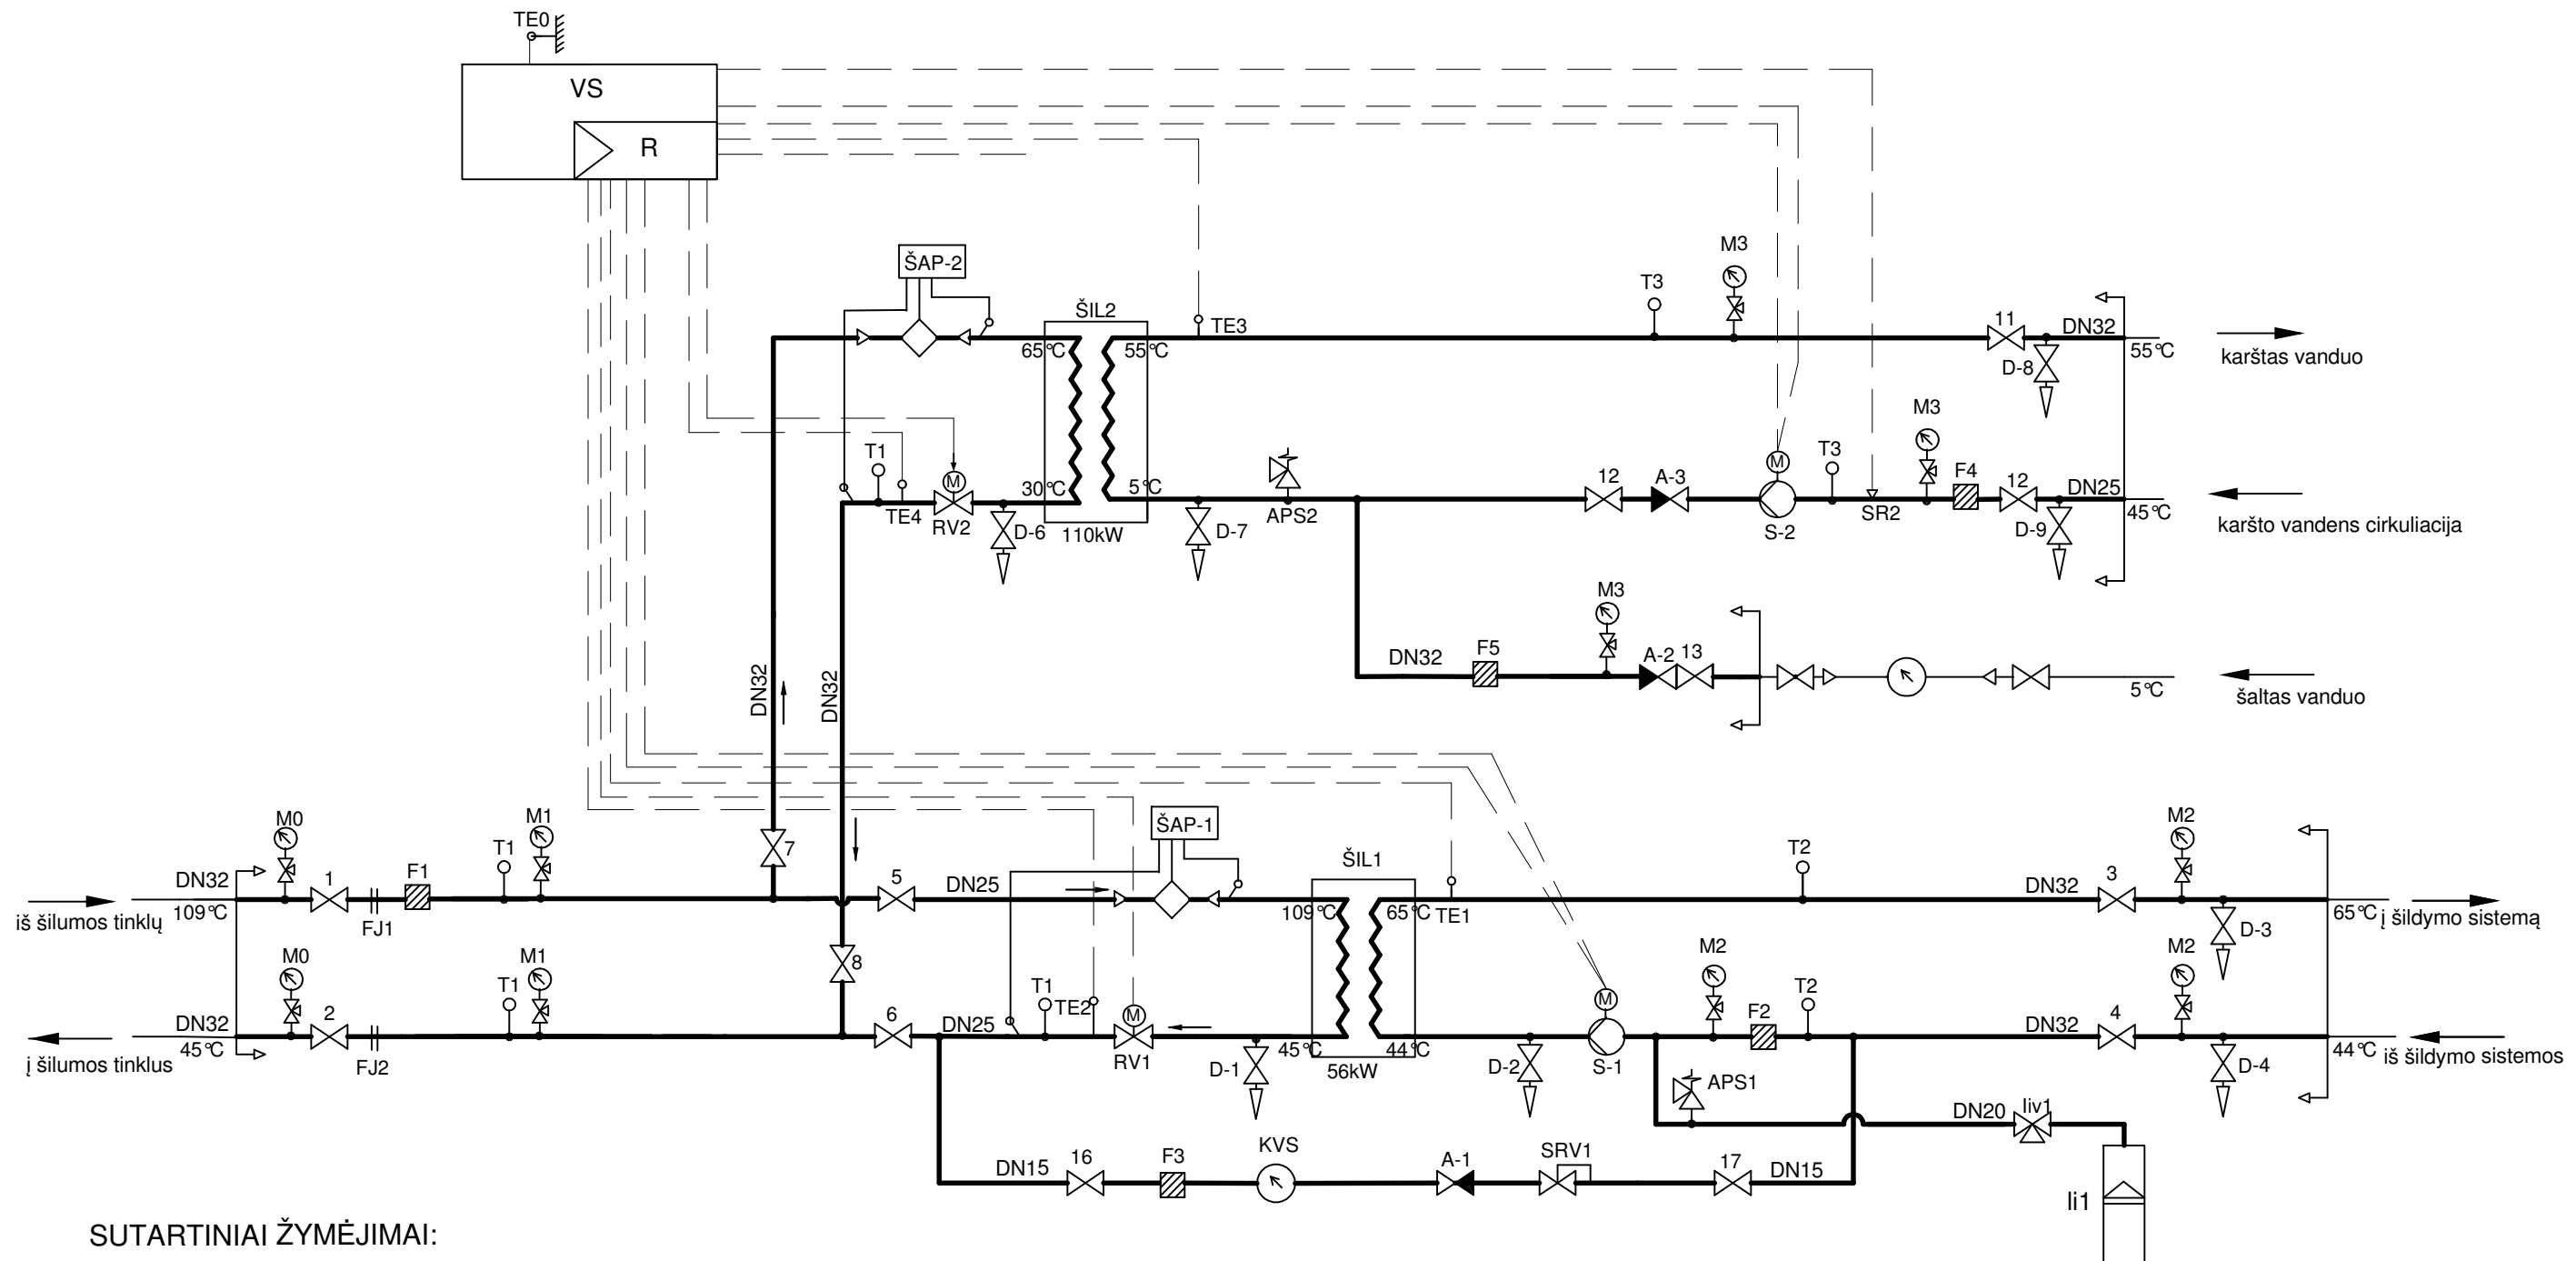 TE0
VS
R
ŠAP-2
ŠIL2
65°C
55°C
30°C
5°C
110kW
TE3
T3
M3
11
DN32
D-8
55°C
karštas vanduo
T1
TE4
M
RV2
D-6
D-7
APS2
12
A-3
M
S-2
T3
SR2
M3
F4
12
DN25
D-9
45°C
karšto vandens cirkuliacija
DN32
F5
M3
A-2
13
5°C
šaltas vanduo
DN32
DN32
7
8
DN32
109°C
iš šilumos tinklų
M0
1
FJ1
F1
T1
M1
5
DN25
ŠAP-1
ŠIL1
109°C
65°C
45°C
44°C
56kW
TE1
T2
DN32
3
M2
D-3
65°C
į šildymo sistemą
DN32
45°C
į šilumos tinklus
M0
2
FJ2
T1
M1
6
DN25
T1
TE2
M
RV1
D-1
D-2
M
S-1
M2
F2
T2
DN32
4
M2
D-4
44°C
iš šildymo sistemos
APS1
DN20
Iiv1
Ii1
DN15
16
F3
KVS
A-1
SRV1
17
DN15
SUTARTINIAI ŽYMĖJIMAI: